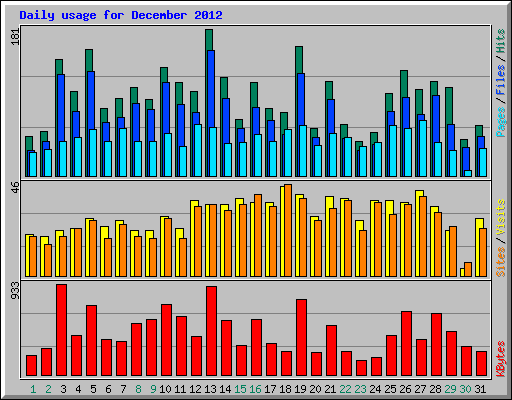 Daily usage for December 2012
181
Pages / Files / Hits
46
Sites / Visits
933
KBytes
1 2 3 4 5 6 7 8 9 10 11 12 13 14 15 16 17 18 19 20 21 22 23 24 25 26 27 28 29 30 31